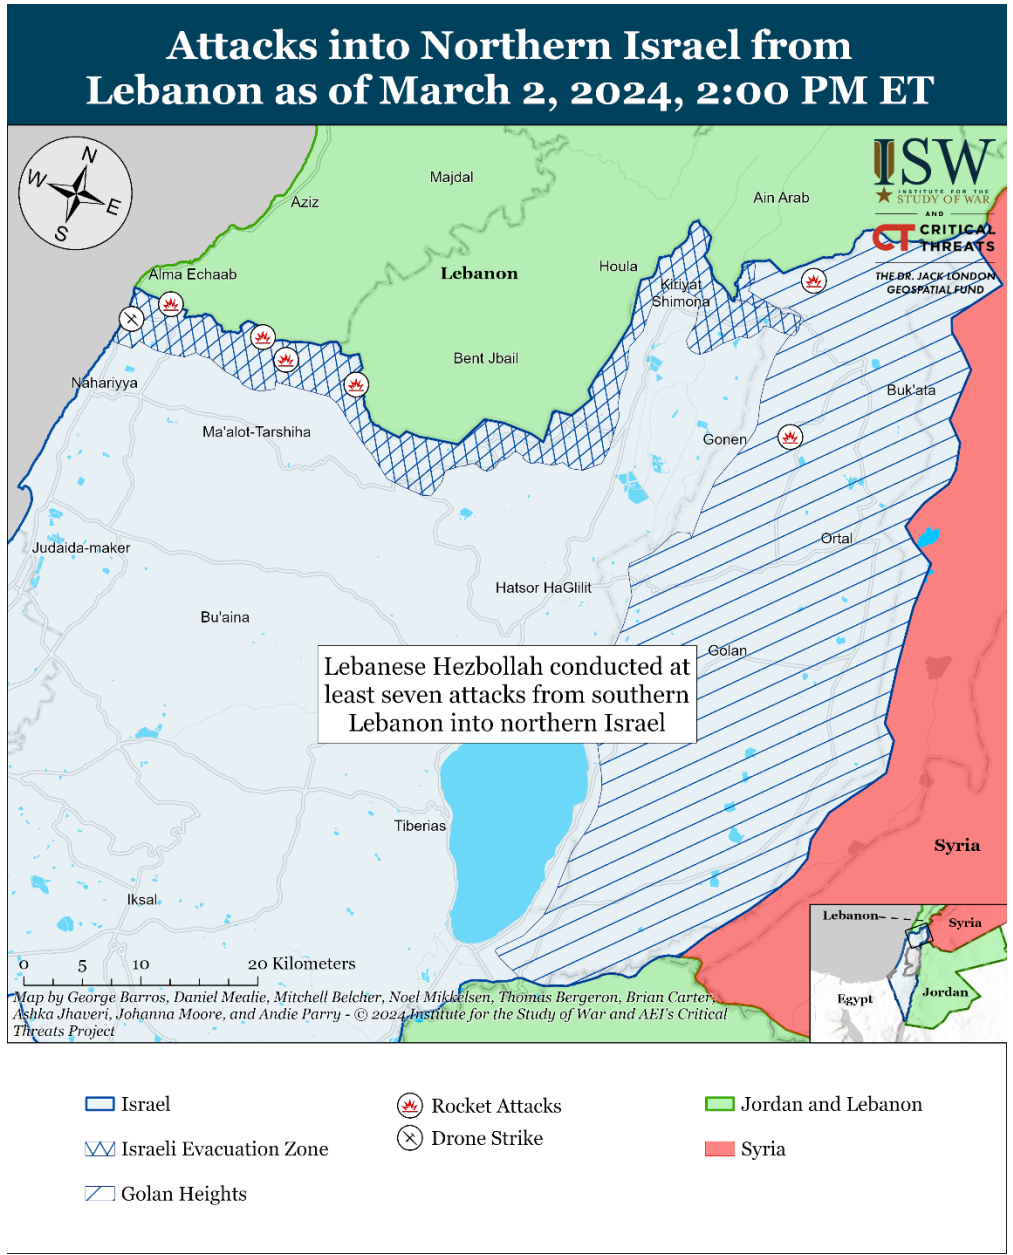 Attacks into Northern Israel from
Lebanon as of March 2, 2024, 2:00 PM ET
N
W
E
S
ISW
INSTITUTE FOR THE
STUDY OF WAR
AND
CT CRITICAL
THREATS
THE DR. JACK LONDON
GEOSPATIAL FUND
Majdal
Aziz
Ain Arab
Alma Echaab
Lebanon
Houla
Kiriyat
Shimona
Bent Jbail
Nahariyya
Buk'ata
Ma'alot-Tarshiha
Gonen
Judaida-maker
Ortal
Hatsor HaGlilit
Bu'aina
Golan
Lebanese Hezbollah conducted at
least seven attacks from southern
Lebanon into northern Israel
Tiberias
Syria
Iksal
Lebanon
Syria
Egypt
Jordan
0 5 10 20 Kilometers
Map by George Barros, Daniel Mealie, Mitchell Belcher, Noel Mikkelsen, Thomas Bergeron, Brian Carter,
Ashka Jhaveri, Johanna Moore, and Andie Parry - © 2024 Institute for the Study of War and AEI's Critical
Threats Project
Israel
Israeli Evacuation Zone
Golan Heights
Rocket Attacks
Drone Strike
Jordan and Lebanon
Syria